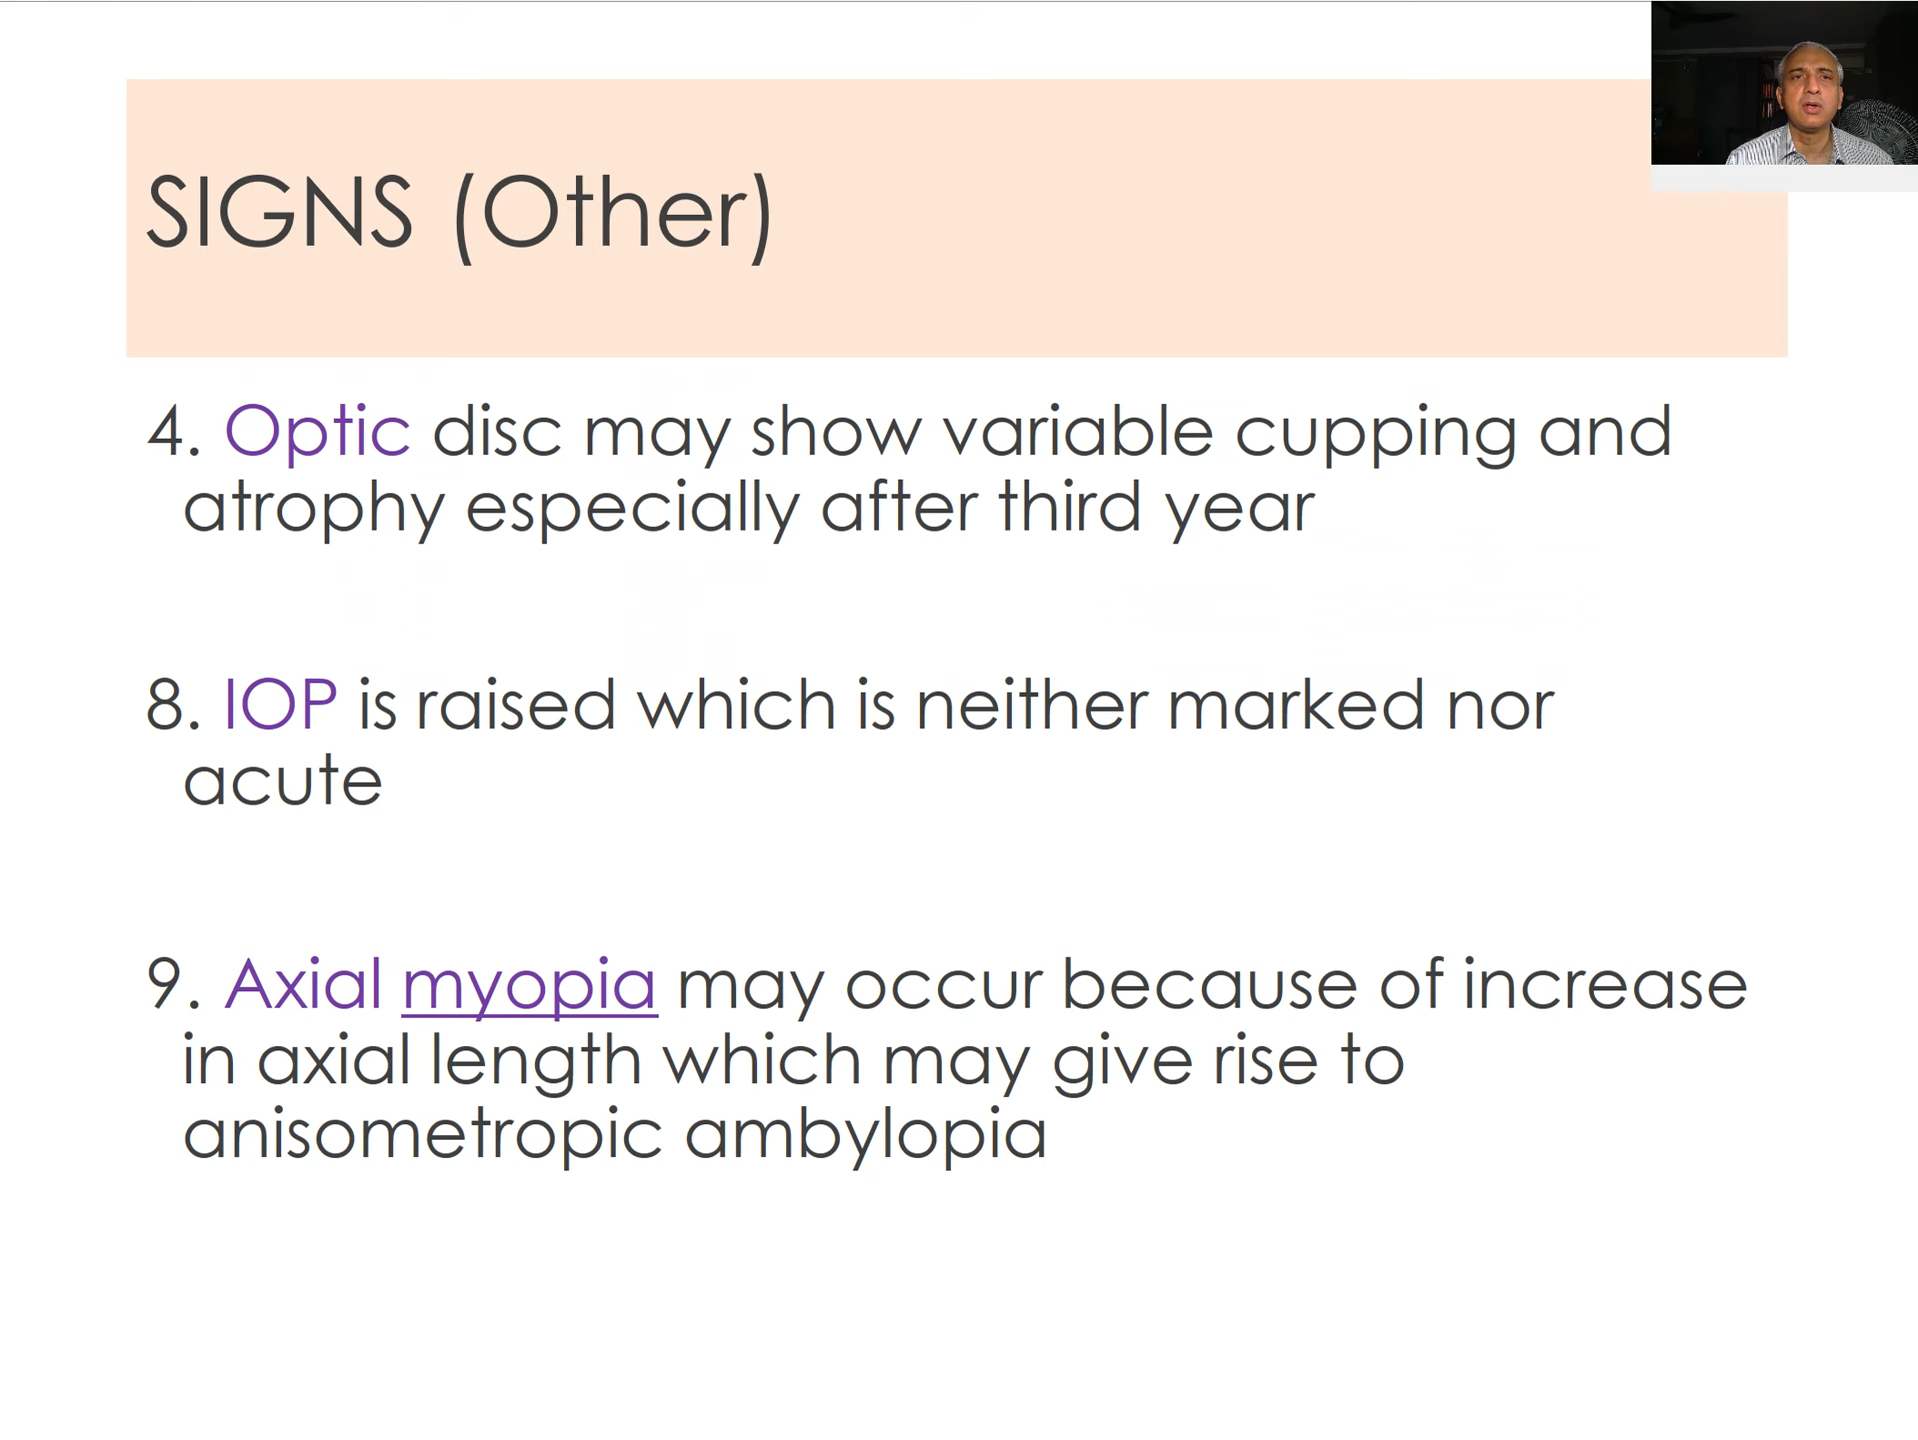 SIGNS (Other)
4. Optic disc may show variable cupping and
atrophy especially after third year
8. IOP is raised which is neither marked nor
acute
9. Axial myopia may occur because of increase
in axial length which may give rise to
anisometropic ambylopia